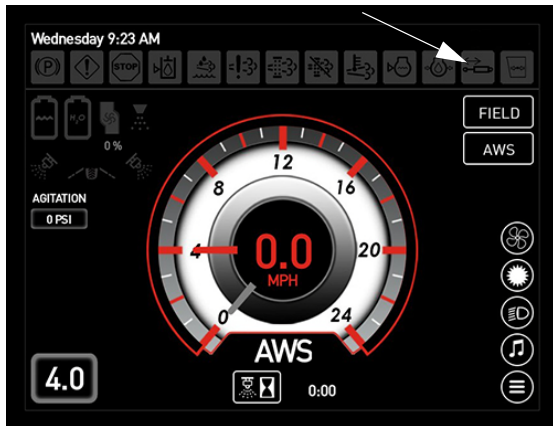 Wednesday 9:23 AM
(P)
STOP
H₂O
0 %
FIELD
AWS
AGITATION
0 PSI
0
4
8
12
16
20
24
0.0
MPH
AWS
4.0
0:00